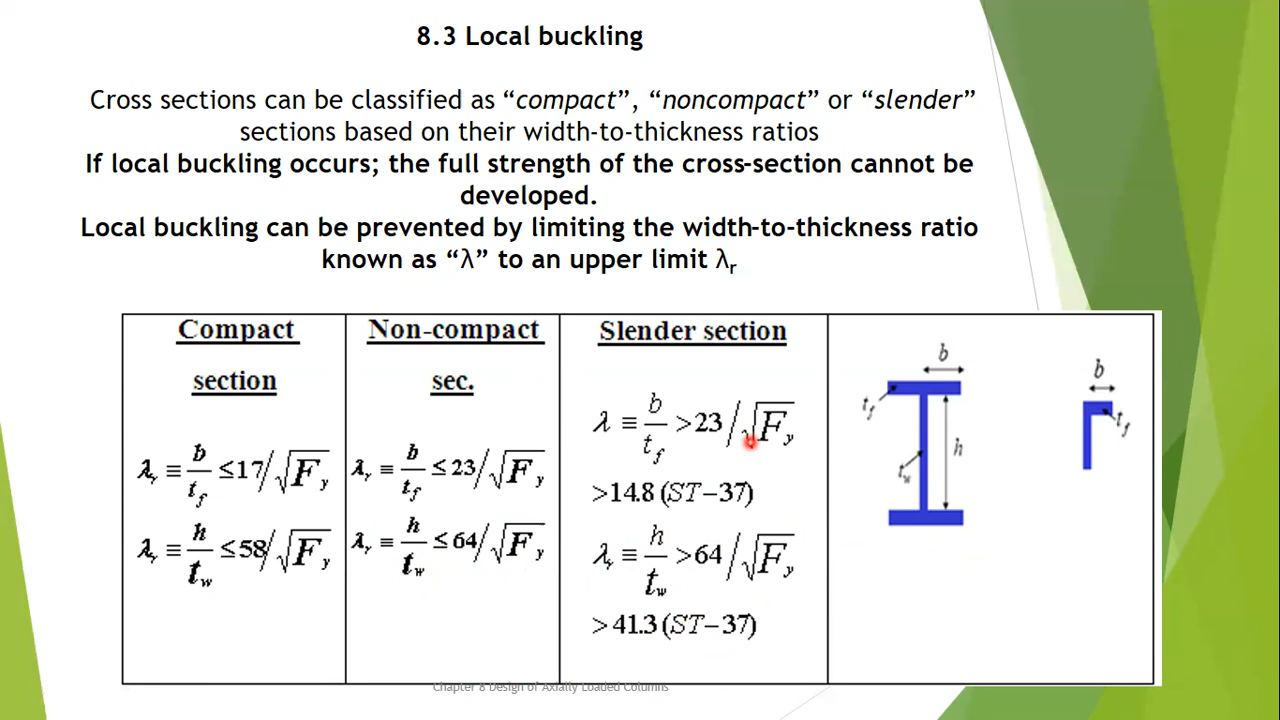 8.3 Local buckling
Cross sections can be classified as “compact”, “noncompact” or “slender”
sections based on their width-to-thickness ratios
If local buckling occurs; the full strength of the cross-section cannot be
developed.
Local buckling can be prevented by limiting the width-to-thickness ratio
known as “λ” to an upper limit λr
Compact
section
λr ≡ b/tf ≤17/√Fy
λr ≡ h/tw ≤58/√Fy
Non-compact
sec.
λr ≡ b/tf ≤23/√Fy
λr ≡ h/tw ≤64/√Fy
Slender section
λ ≡ b/tf >23/√Fy
>14.8(ST-37)
λr ≡ h/tw >64/√Fy
>41.3(ST-37)
b
tf
h
tw
b
tf
Chapter 8 Design of Axially Loaded Columns